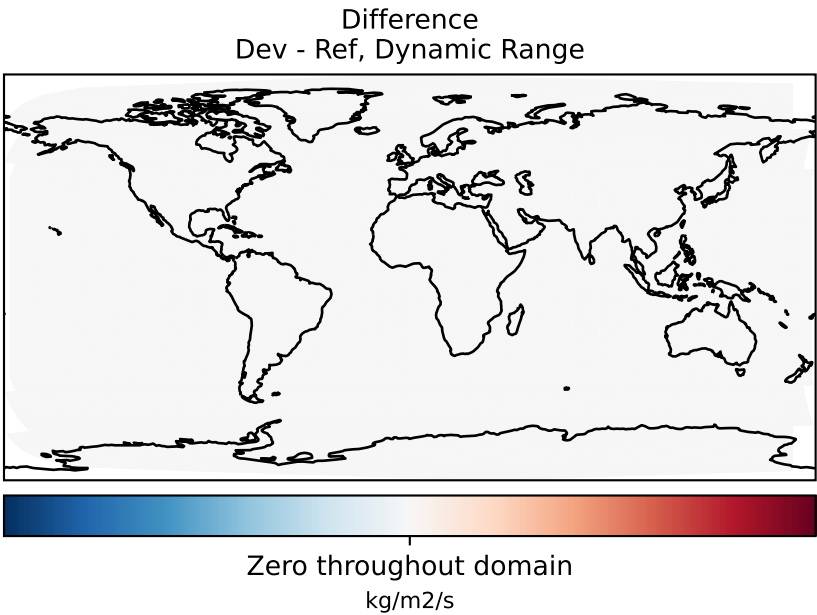 Difference
Dev - Ref, Dynamic Range
Zero throughout domain
kg/m2/s